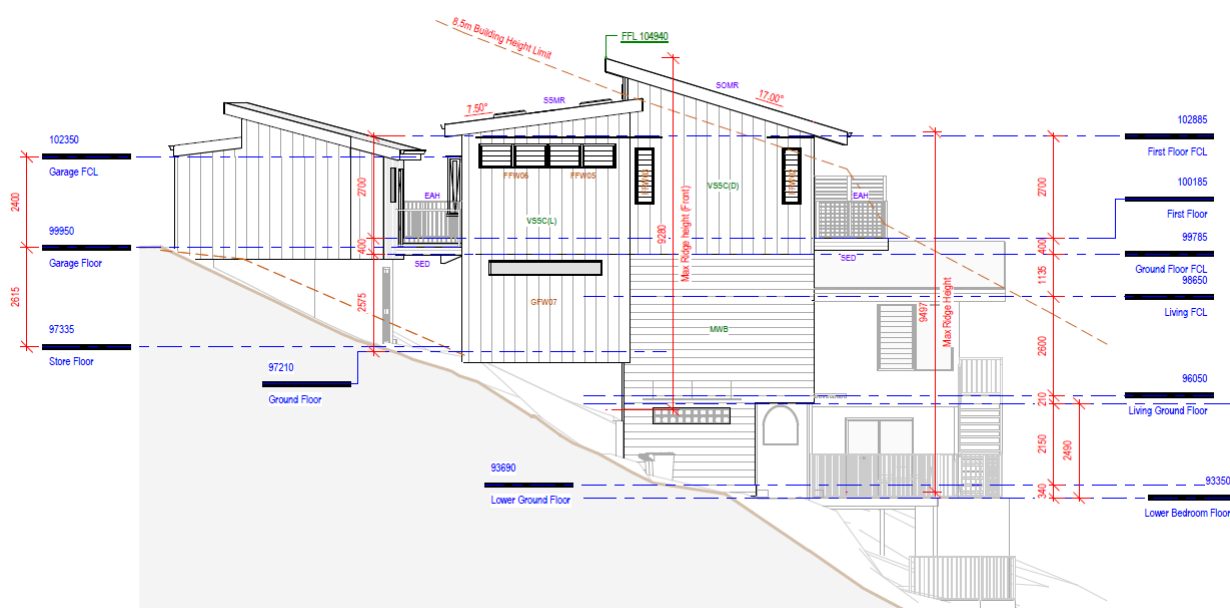 8.5m Building Height Limit
FFL 104940
SSMR
SOMR
7.50°
17.00°
102350
Garage FCL
2400
99950
Garage Floor
2615
97335
Store Floor
97210
Ground Floor
93690
Lower Ground Floor
2700
400
2575
EAH
SED
FFW06
FFW05
VSSC(L)
GFW07
VSSC(D)
MWB
9280
Max Ridge height (Front)
9497
Max Ridge Height
EAH
SED
2700
400
1135
2600
210
2150
340
2490
102885
First Floor FCL
100185
First Floor
99785
Ground Floor FCL
98650
Living FCL
96050
Living Ground Floor
93350
Lower Bedroom Floor